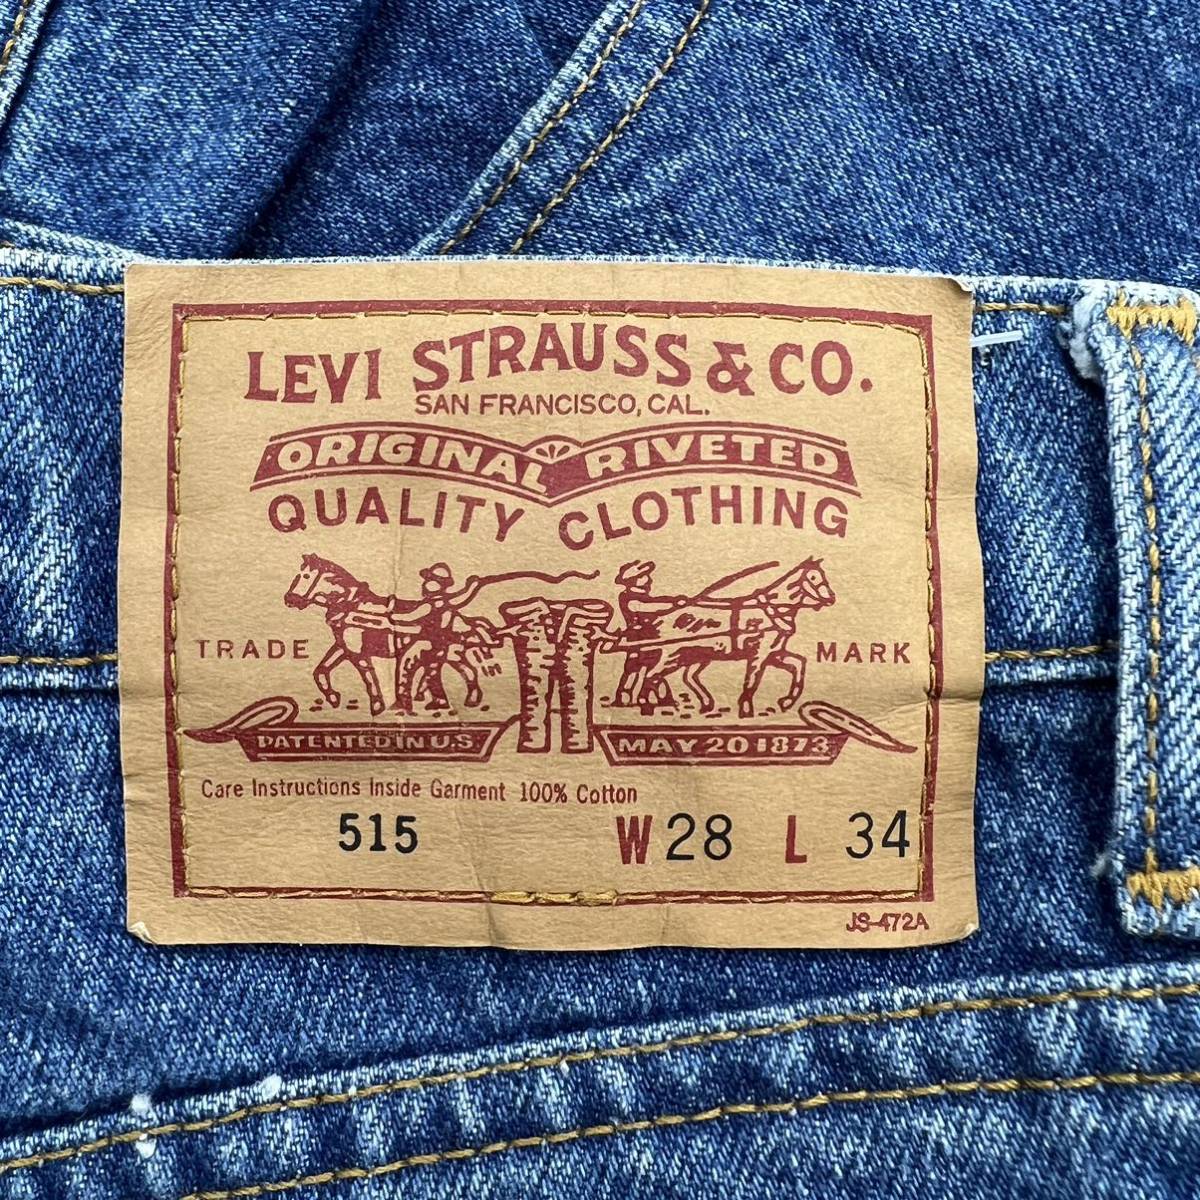 LEVI STRAUSS & CO.
SAN FRANCISCO, CAL.
ORIGINAL RIVETED
QUALITY CLOTHING
TRADE MARK
PATENTED IN U.S MAY 20 1873
Care Instructions Inside Garment 100% Cotton
515 W 28 L 34
JS-472A